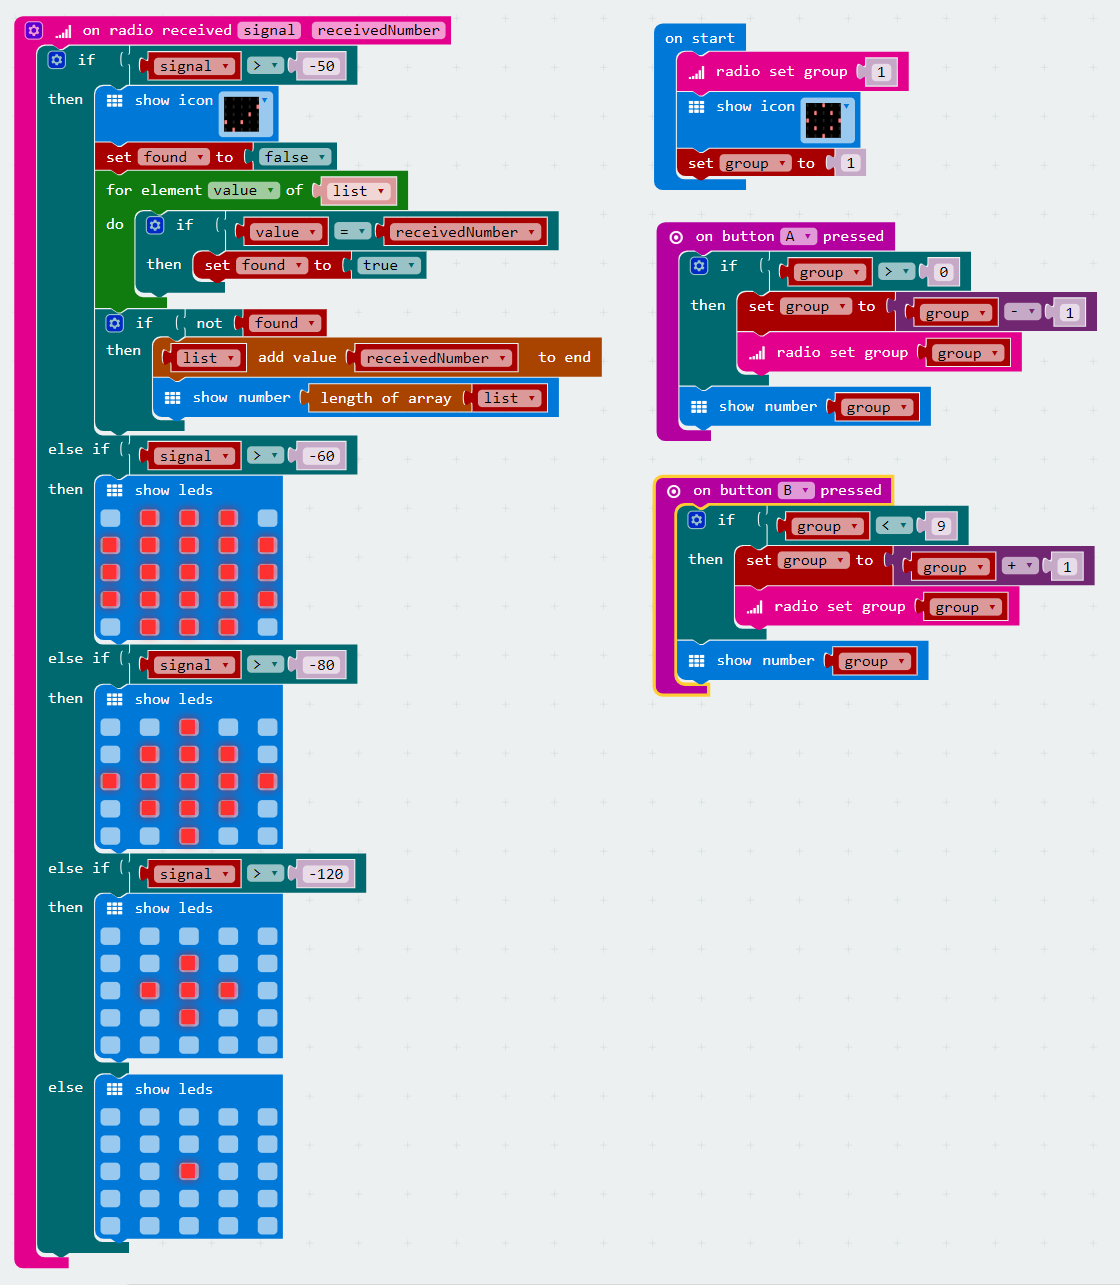 on radio received signal receivedNumber
if signal > -50
then show icon
set found to false
for element value of list
do if value = receivedNumber
then set found to true
if not found
then list add value receivedNumber to end
show number length of array list
else if signal > -60
then show leds
else if signal > -80
then show leds
else if signal > -120
then show leds
else show leds
on start
radio set group 1
show icon
set group to 1
on button A pressed
if group > 0
then set group to group - 1
radio set group group
show number group
on button B pressed
if group < 9
then set group to group + 1
radio set group group
show number group